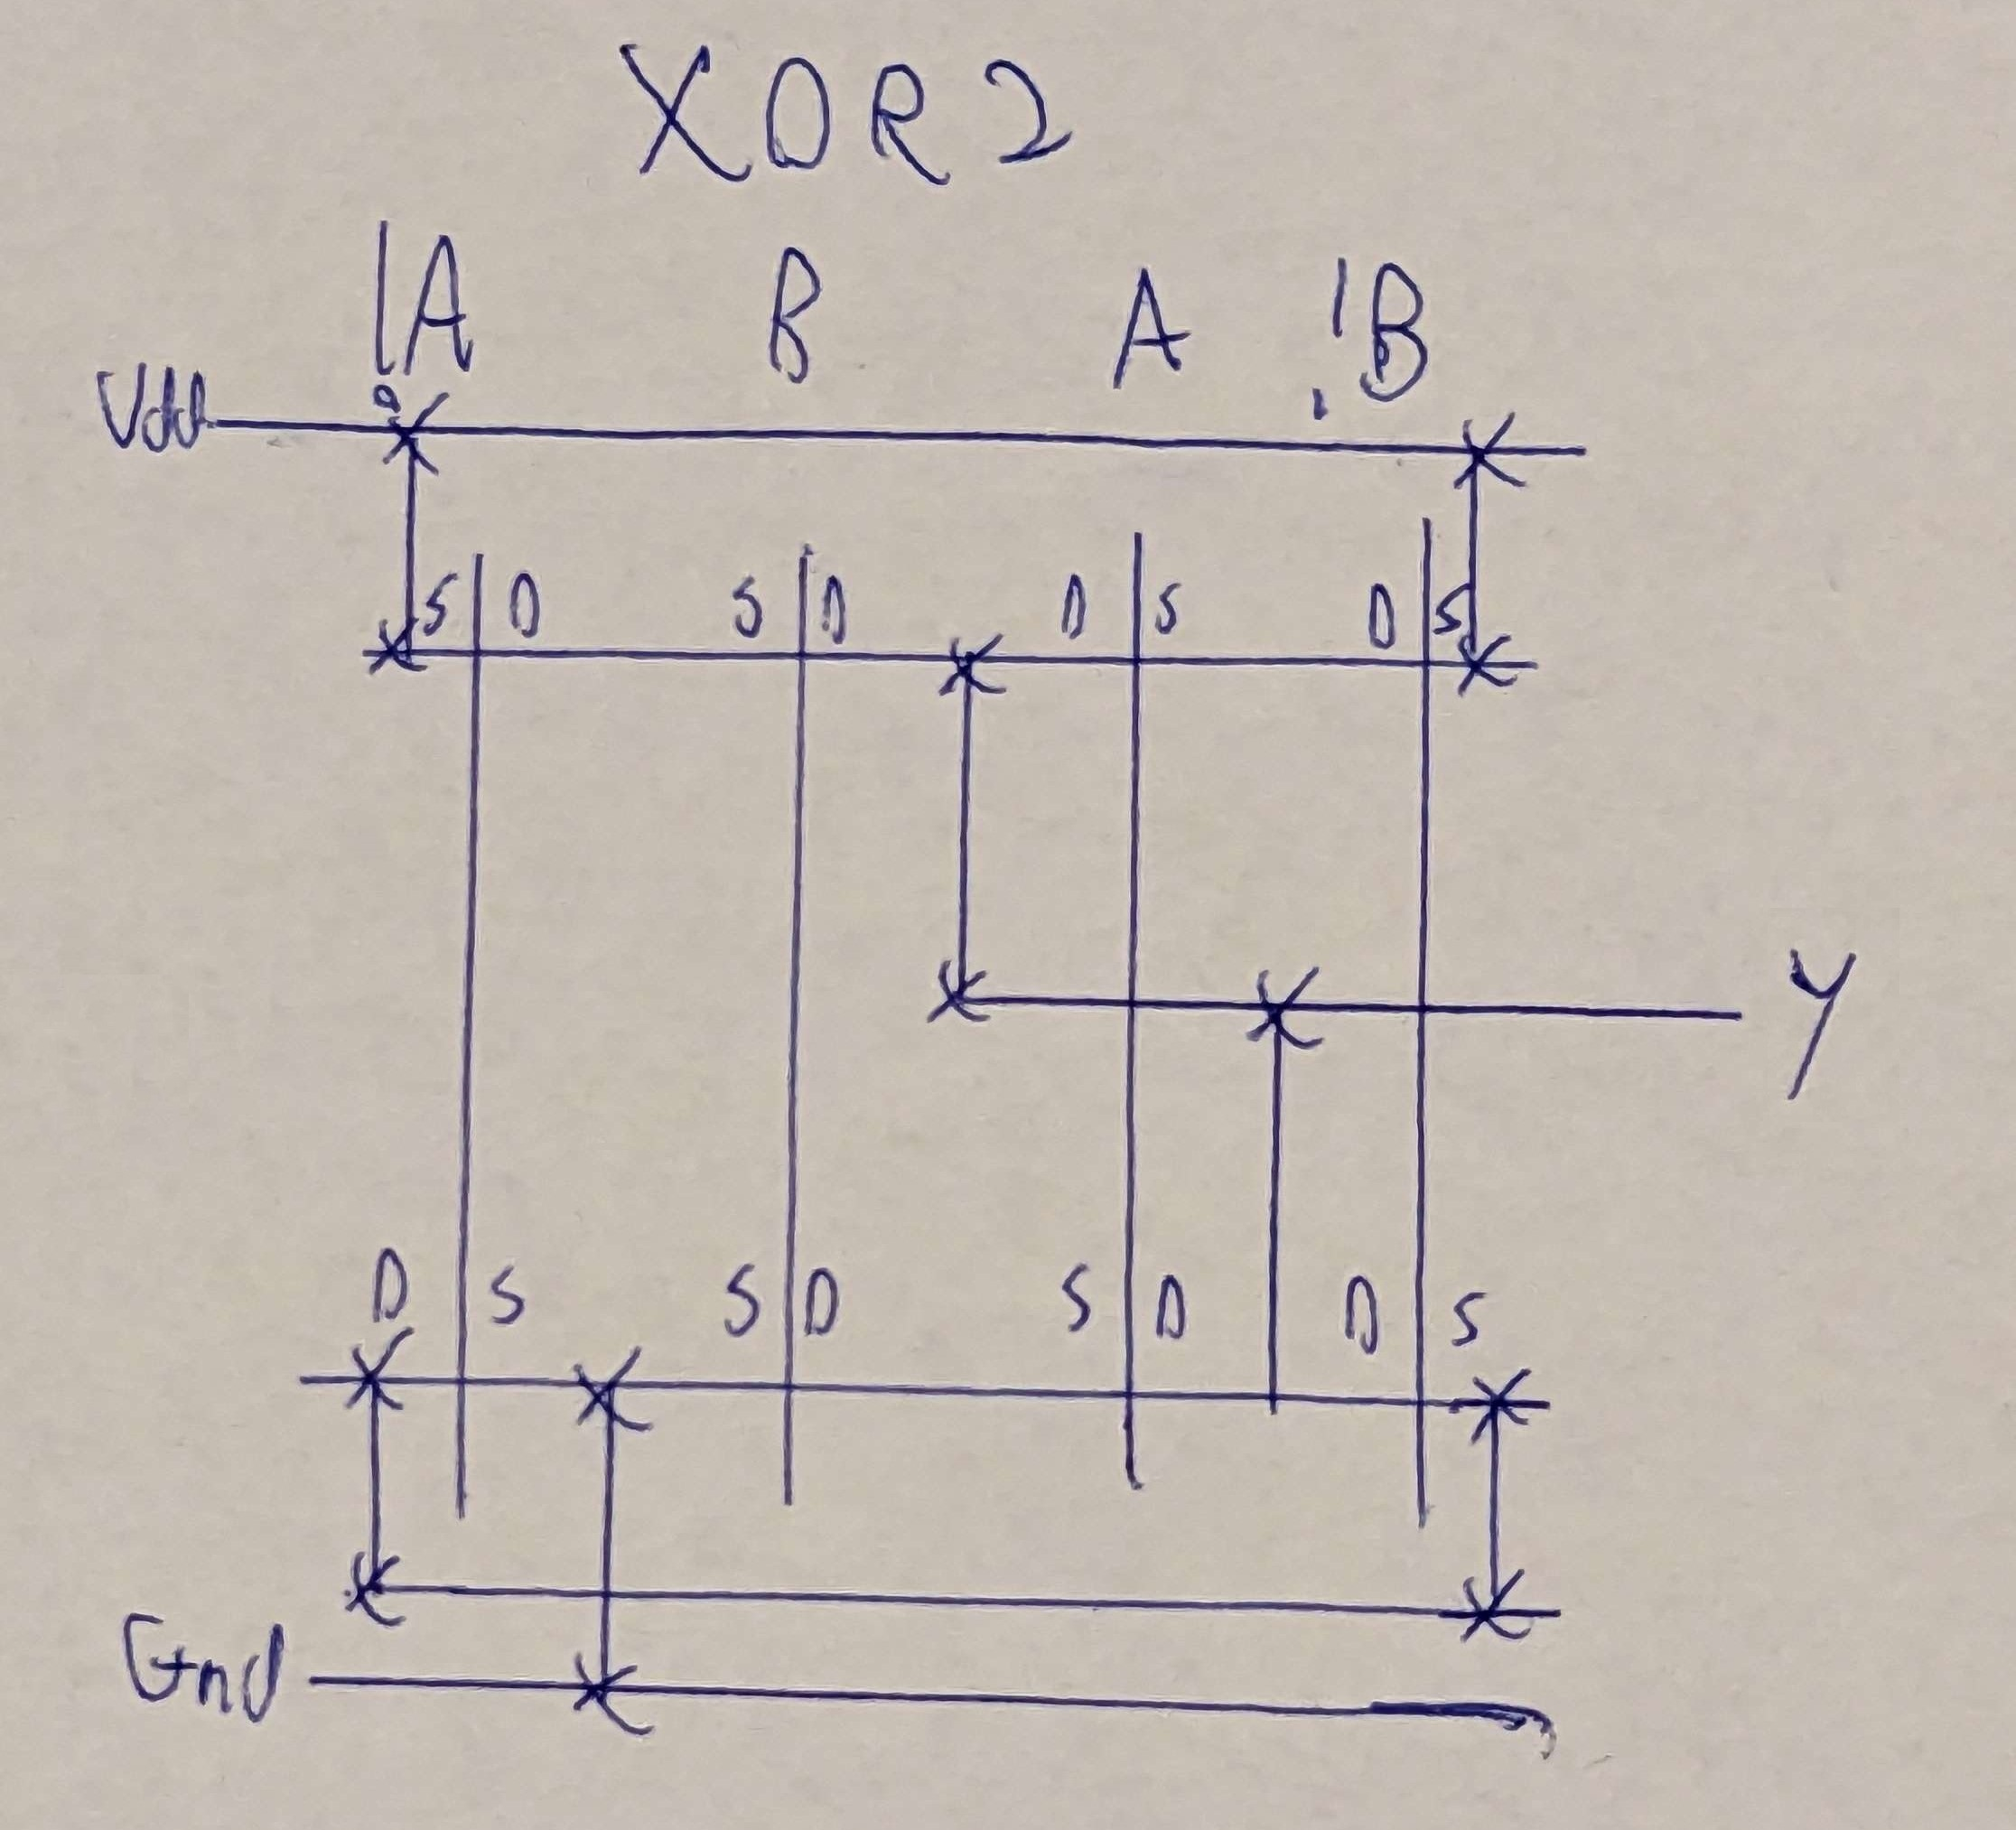 XOR2
!A B A !B
Vdd
S D S D D S D S
Y
D S S D S D D S
Gnd